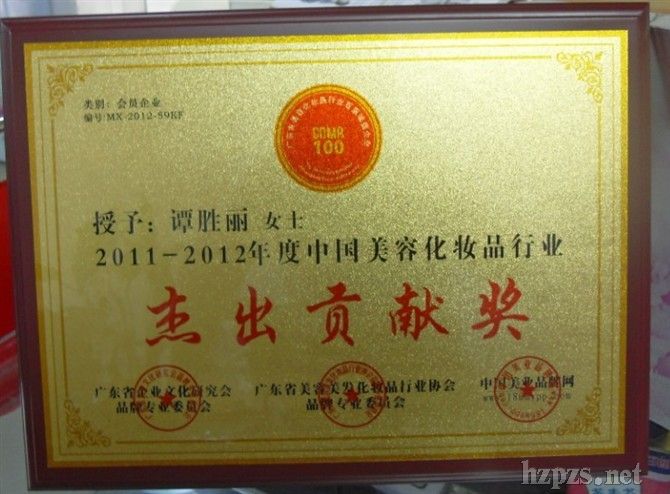 类别：会员企业
编号:MX-2012-S9KF
GDMR
100
授予：谭胜丽 女士
2011-2012年度中国美容化妆品行业
杰出贡献奖
广东省企业文化研究会
品牌专业委员会
广东省美容美发化妆品行业协会
品牌专业委员会
中国美业品牌网
hzpzs.net